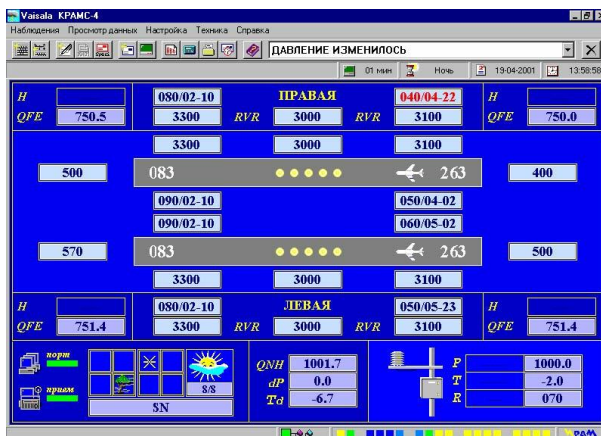 Vaisala КРАМС-4
Наблюдения Просмотр данных Настройка Техника Справка
ДАВЛЕНИЕ ИЗМЕНИЛОСЬ
01 мин Ночь 19-04-2001 13:58:58
H 080/02-10 ПРАВАЯ 040/04-22 H
QFE 750.5 3300 RVR 3000 RVR 3100 QFE 750.0
3300 3000 3100
500 083 263 400
090/02-10 050/04-02
090/02-10 060/05-02
570 083 263 500
3300 3000 3100
H 080/02-10 ЛЕВАЯ 050/05-23 H
QFE 751.4 3300 RVR 3000 RVR 3100 QFE 751.4
порт QNH 1001.7 P 1000.0
прием 8/8 dP 0.0 T -2.0
SN Td -6.7 R 070
РАМ